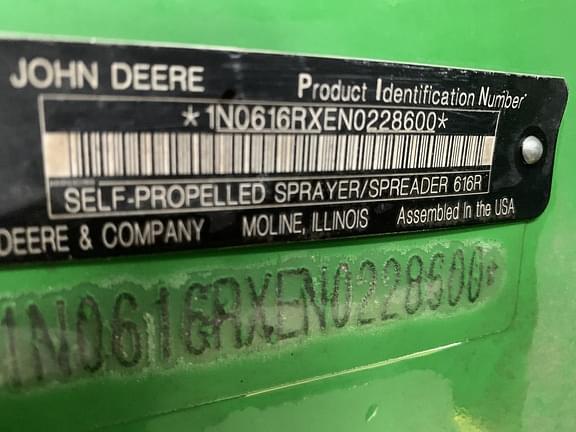 JOHN DEERE Product Identification Number
*1N0616RXEN0228600*
SELF-PROPELLED SPRAYER/SPREADER 616R
DEERE & COMPANY MOLINE, ILLINOIS Assembled In the USA
1N0616RXEN0228600*